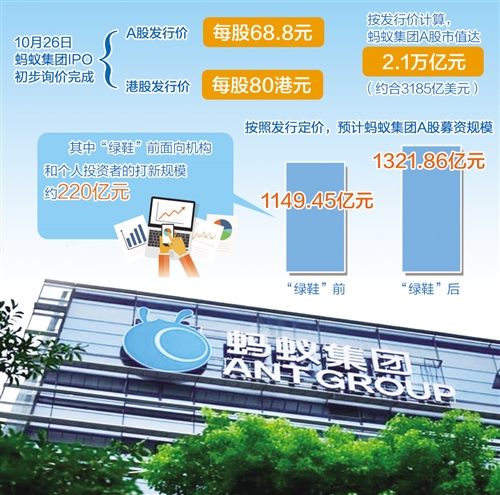 10月26日
蚂蚁集团IPO
初步询价完成
A股发行价
每股68.8元
港股发行价
每股80港元
按发行价计算，
蚂蚁集团A股市值达
2.1万亿元
（约合3185亿美元）
按照发行定价，预计蚂蚁集团A股募资规模
其中“绿鞋”前面向机构
和个人投资者的打新规模
约220亿元
1149.45亿元
1321.86亿元
“绿鞋”前
“绿鞋”后
蚂蚁集团
ANT GROUP